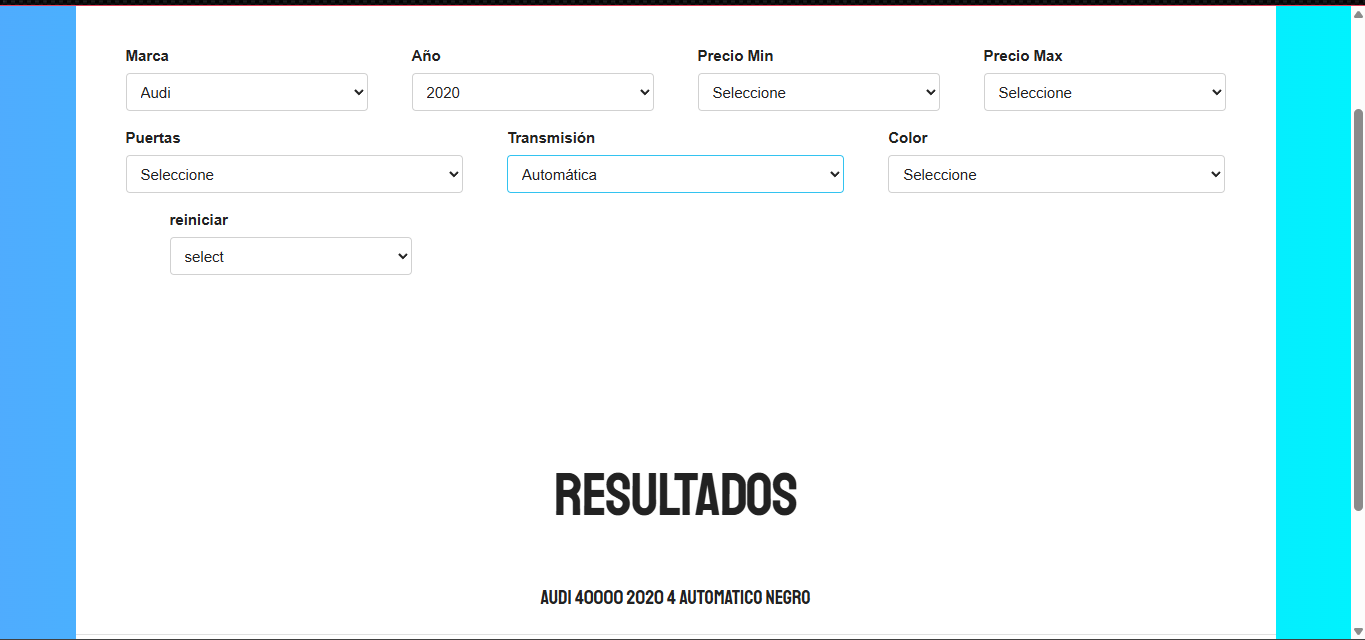 Marca Año Precio Min Precio Max
Audi 2020 Seleccione Seleccione
Puertas Transmisión Color
Seleccione Automática Seleccione
reiniciar
select
RESULTADOS
AUDI 40000 2020 4 AUTOMATICO NEGRO